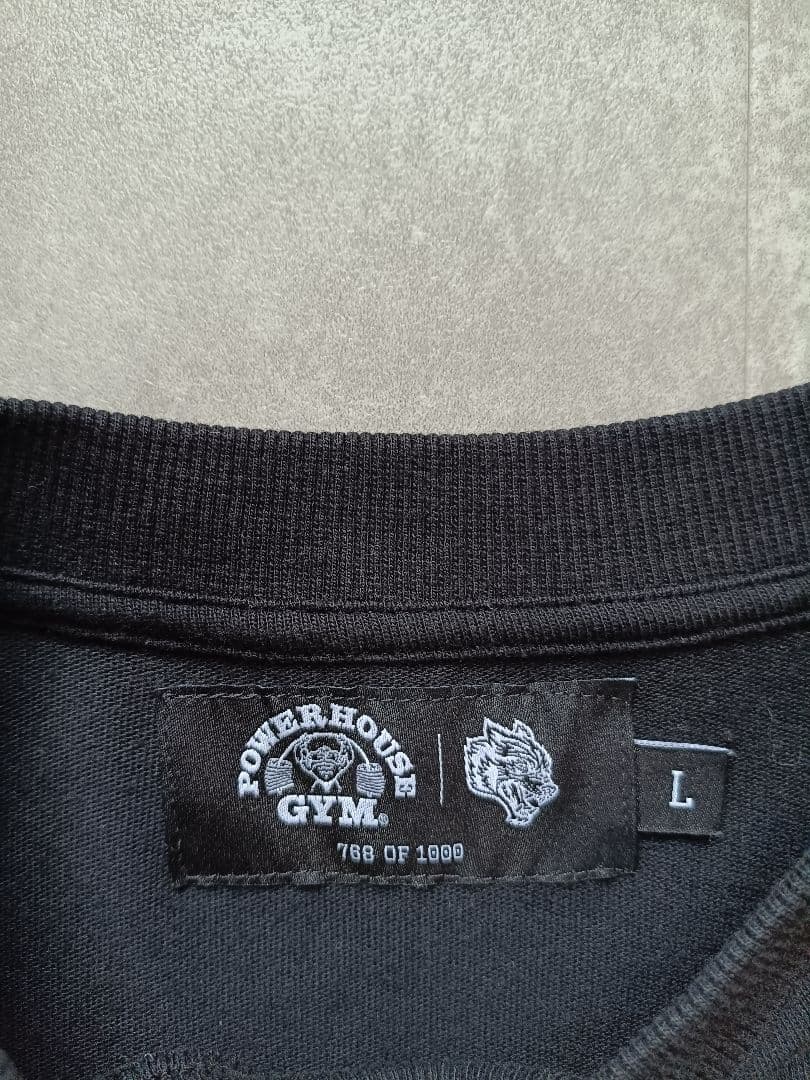 POWERHOUSE
GYM®
768 OF 1000
L